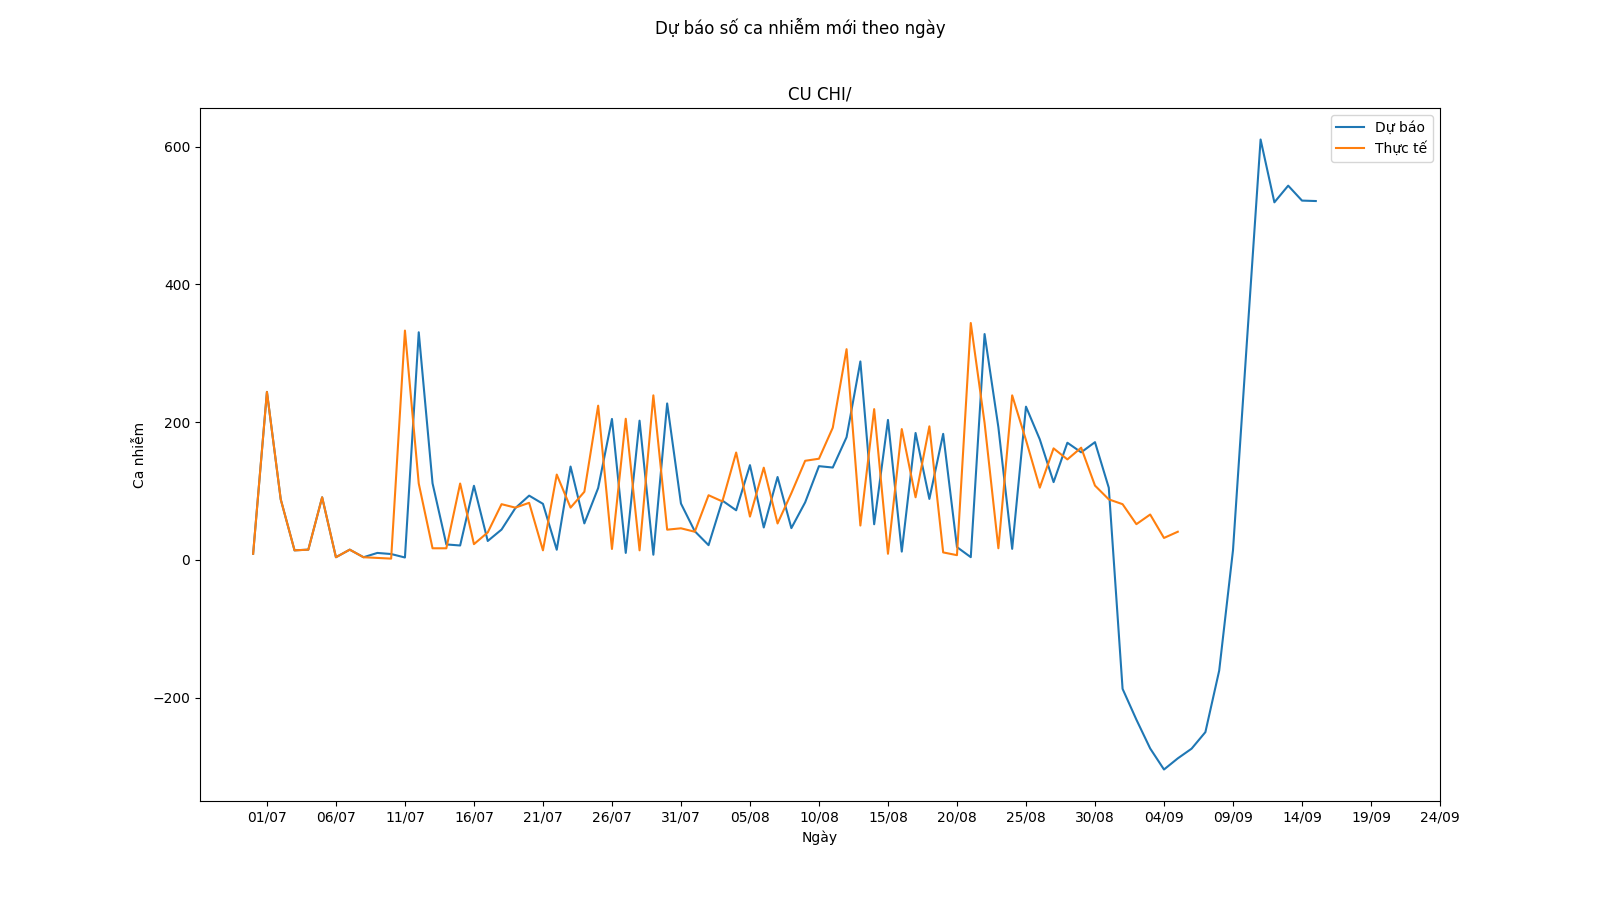 Dự báo số ca nhiễm mới theo ngày
CU CHI/
Dự báo
Thực tế
600
400
200
0
−200
Ca nhiễm
01/07 06/07 11/07 16/07 21/07 26/07 31/07 05/08 10/08 15/08 20/08 25/08 30/08 04/09 09/09 14/09 19/09 24/09
Ngày